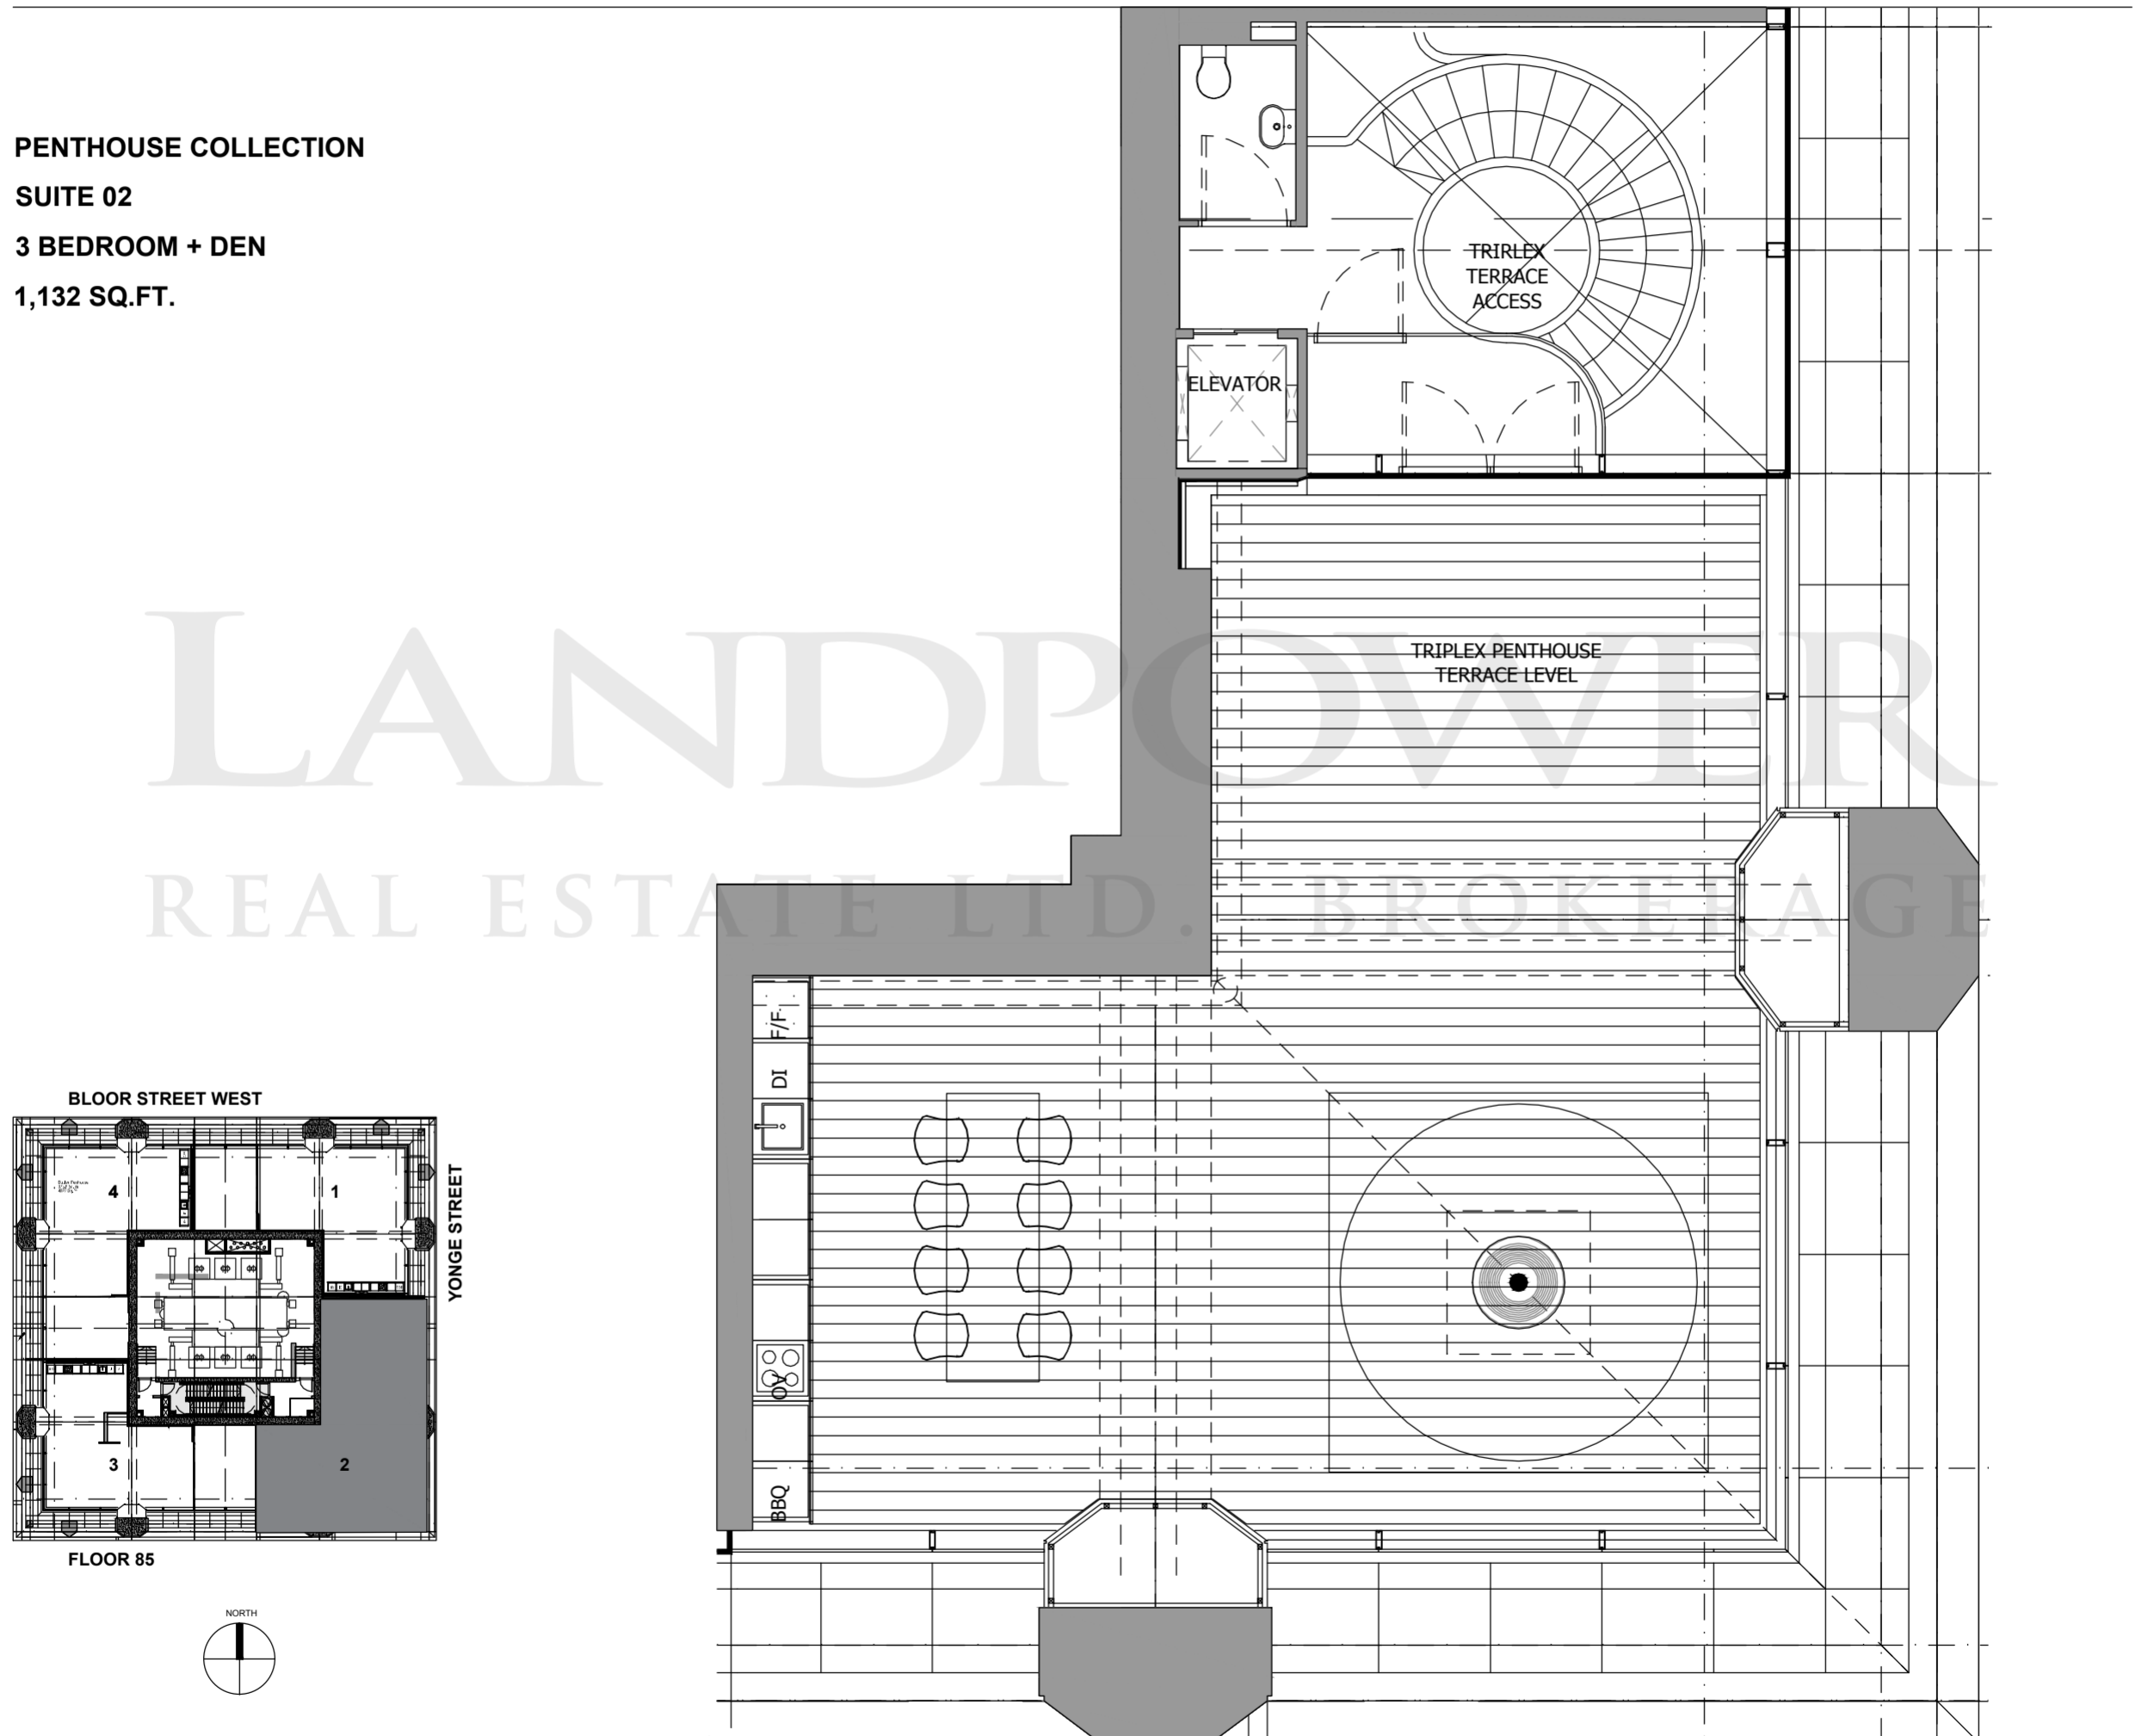 PENTHOUSE COLLECTION
SUITE 02
3 BEDROOM + DEN
1,132 SQ.FT.
TRIRLEX
TERRACE
ACCESS
ELEVATOR
TRIPLEX PENTHOUSE
TERRACE LEVEL
LANDPOWER
REAL ESTATE LTD. BROKERAGE
F/F
DI
OV
BBQ
BLOOR STREET WEST
YONGE STREET
4
1
3
2
FLOOR 85
NORTH